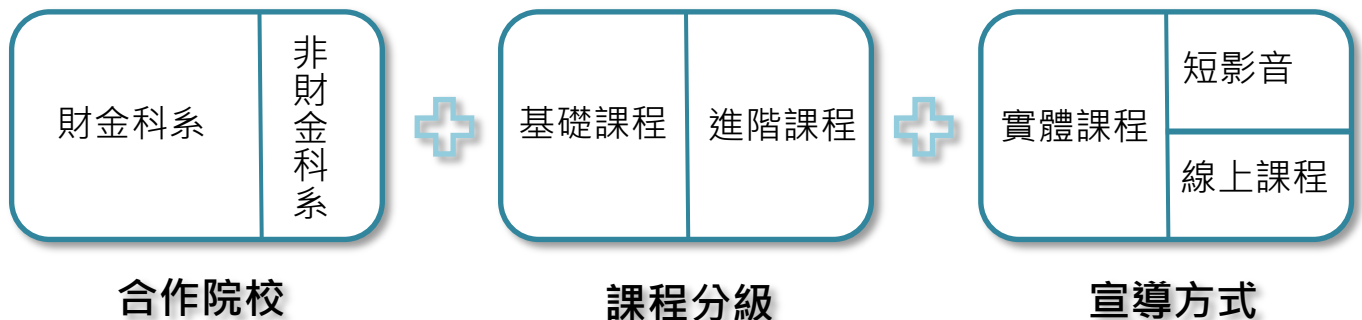 財金科系
非財金科系
合作院校
基礎課程
進階課程
課程分級
實體課程
短影音
線上課程
宣導方式